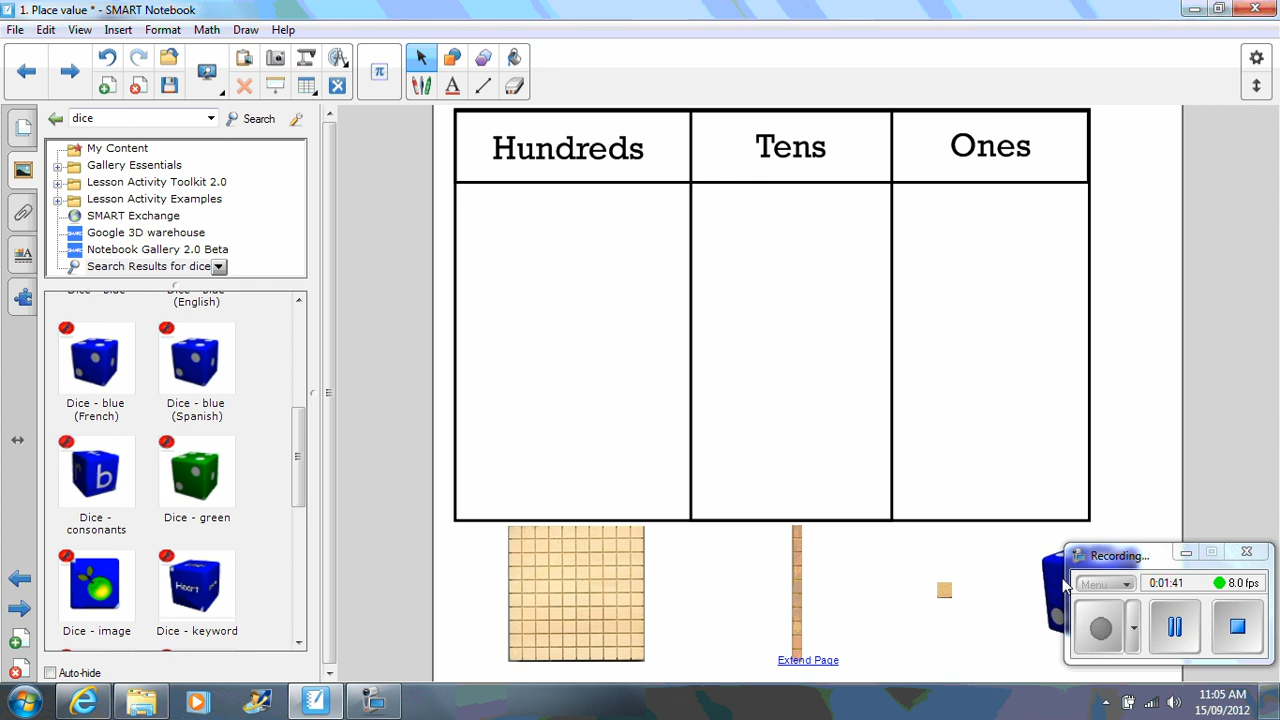 1. Place value * - SMART Notebook
File Edit View Insert Format Math Draw Help
π
dice
Search
My Content
Gallery Essentials
Lesson Activity Toolkit 2.0
Lesson Activity Examples
SMART Exchange
Google 3D warehouse
Notebook Gallery 2.0 Beta
Search Results for dice
(English)
Dice - blue
(French)
Dice - blue
(Spanish)
b
Dice -
consonants
Dice - green
Heart
Dice - image
Dice - keyword
Auto-hide
Hundreds Tens Ones
Extend Page
Recording...
Menu
0:01:41
8.0 fps
11:05 AM
15/09/2012